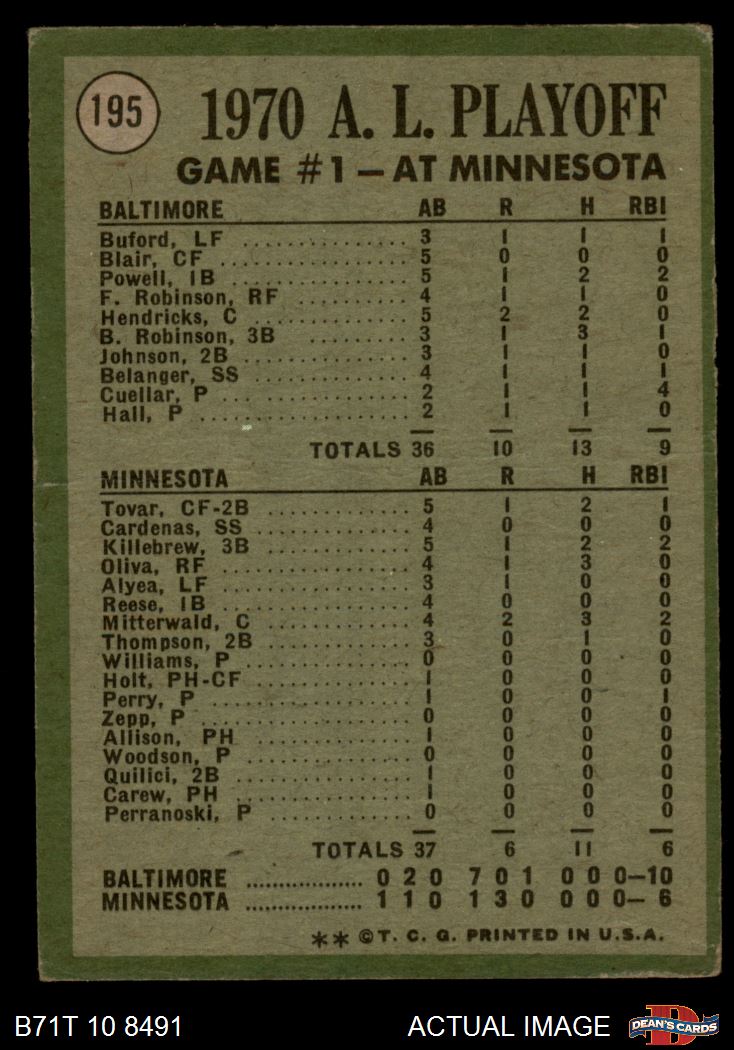 195
1970 A. L. PLAYOFF
GAME #1 – AT MINNESOTA
BALTIMORE AB R H RBI
Buford, LF .............. 3 1 1 1
Blair, CF ................ 5 0 0 0
Powell, 1B .............. 5 1 2 2
F. Robinson, RF .......... 4 1 1 0
Hendricks, C ............. 5 2 2 0
B. Robinson, 3B ......... 3 1 3 1
Johnson, 2B .............. 3 1 1 0
Belanger, SS ............. 4 1 1 1
Cuellar, P ............... 2 1 1 4
Hall, P .................. 2 1 1 0
TOTALS 36 10 13 9
MINNESOTA AB R H RBI
Tovar, CF-2B ............ 5 1 2 1
Cardenas, SS ............. 4 0 0 0
Killebrew, 3B ............ 5 1 2 2
Oliva, RF ................ 4 1 3 0
Alyea, LF ................ 3 1 0 0
Reese, 1B ................ 4 0 0 0
Mitterwald, C ............ 4 2 3 2
Thompson, 2B ............. 3 0 1 0
Williams, P .............. 0 0 0 0
Holt, PH-CF .............. 1 0 0 0
Perry, P ................. 1 0 0 1
Zepp, P .................. 0 0 0 0
Allison, PH .............. 1 0 0 0
Woodson, P ............... 0 0 0 0
Quilici, 2B .............. 1 0 0 0
Carew, PH ................ 1 0 0 0
Perranoski, P ............ 0 0 0 0
TOTALS 37 6 11 6
BALTIMORE .................. 0 2 0 7 0 1 0 0 0–10
MINNESOTA .................. 1 1 0 1 3 0 0 0 0– 6
** © T. C. G. PRINTED IN U.S.A.
B71T 10 8491 ACTUAL IMAGE DEAN'S CARDS